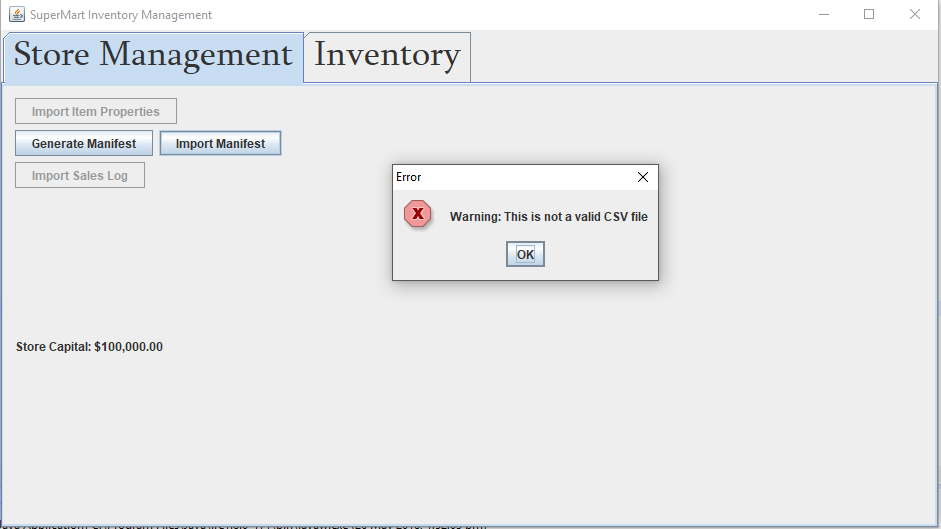 SuperMart Inventory Management
Store Management Inventory
Import Item Properties
Generate Manifest Import Manifest
Import Sales Log
Error
Warning: This is not a valid CSV file
OK
Store Capital: $100,000.00